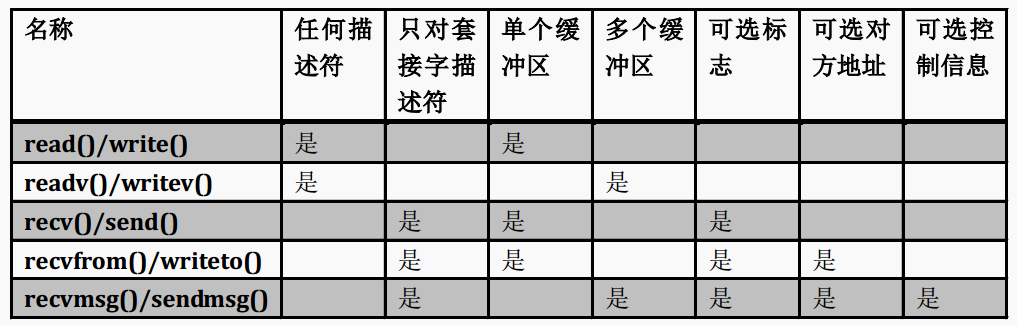 名称 任何描述符 只对套接字描述符 单个缓冲区 多个缓冲区 可选标志 可选对方地址 可选控制信息
read()/write() 是 是
readv()/writev() 是 是
recv()/send() 是 是 是
recvfrom()/writeto() 是 是 是 是
recvmsg()/sendmsg() 是 是 是 是 是